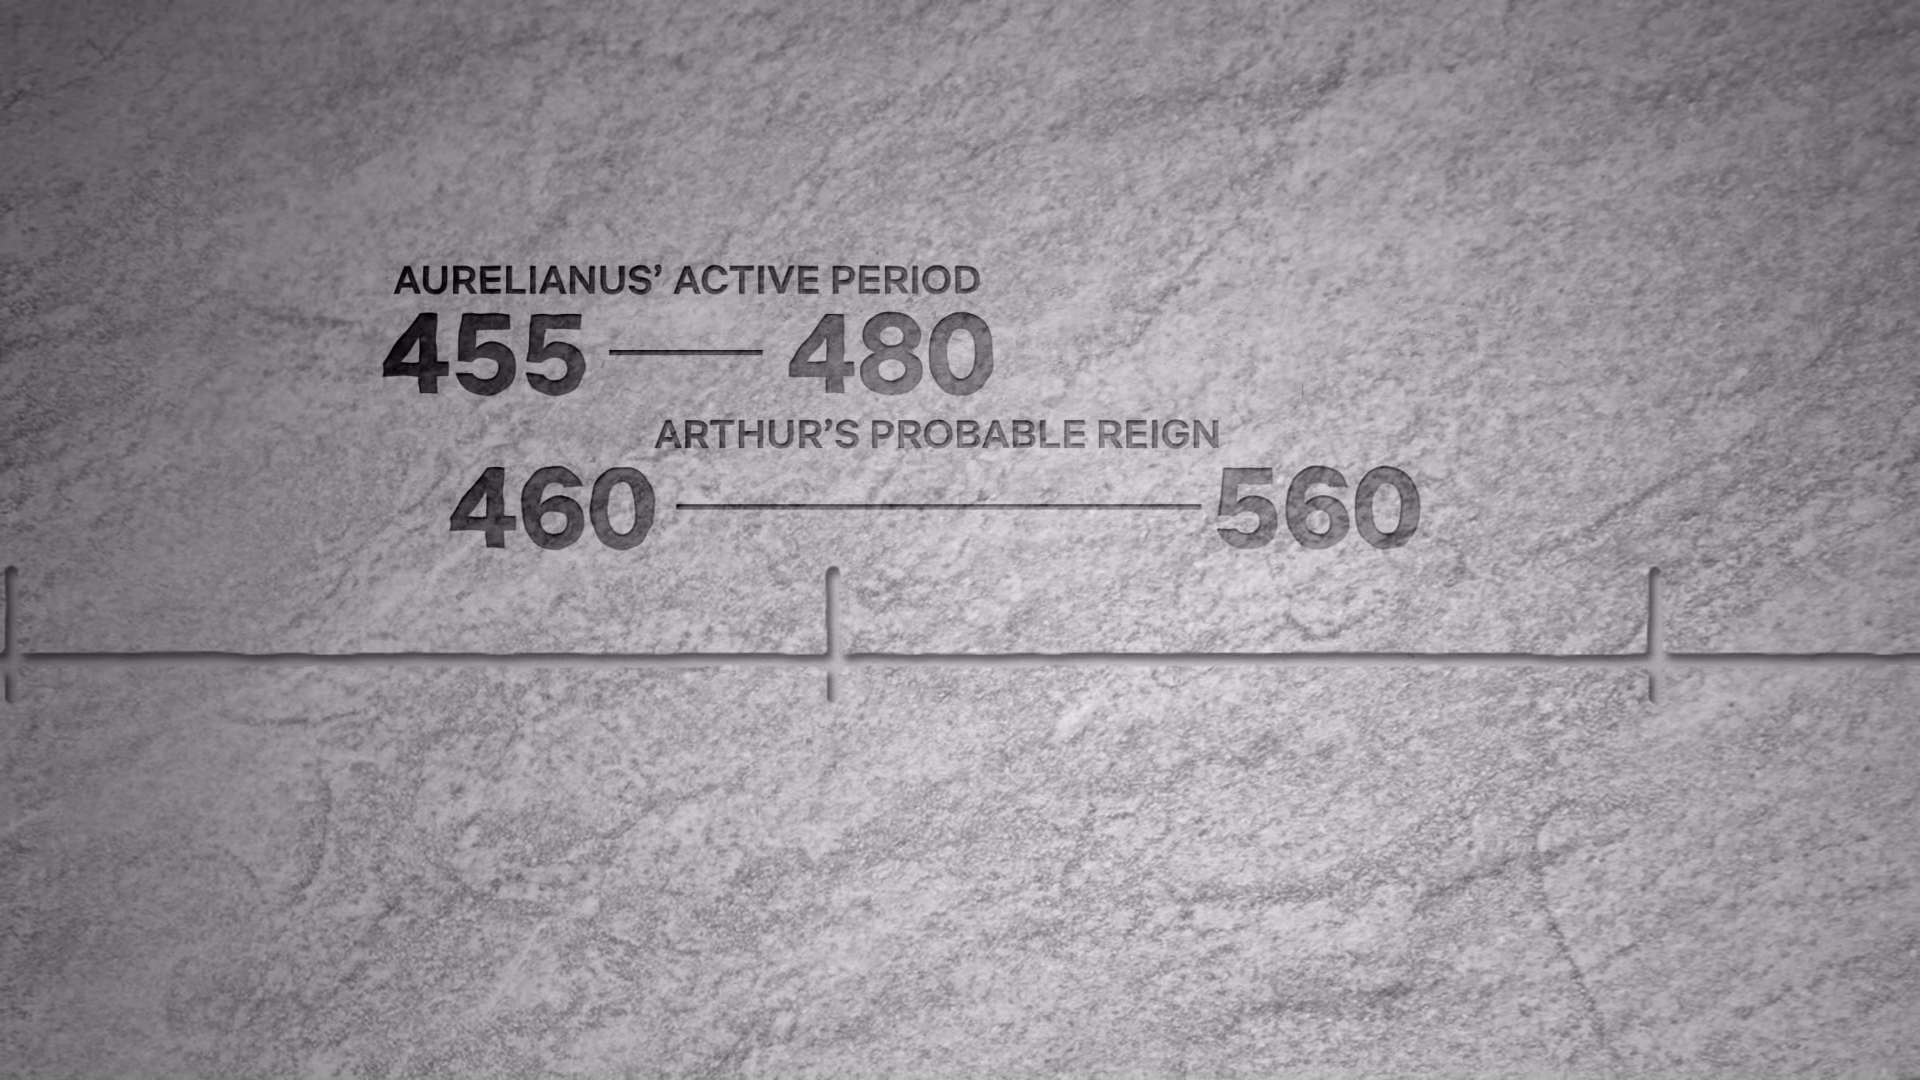 AURELIANUS’ ACTIVE PERIOD
455 — 480
ARTHUR’S PROBABLE REIGN
460 — 560